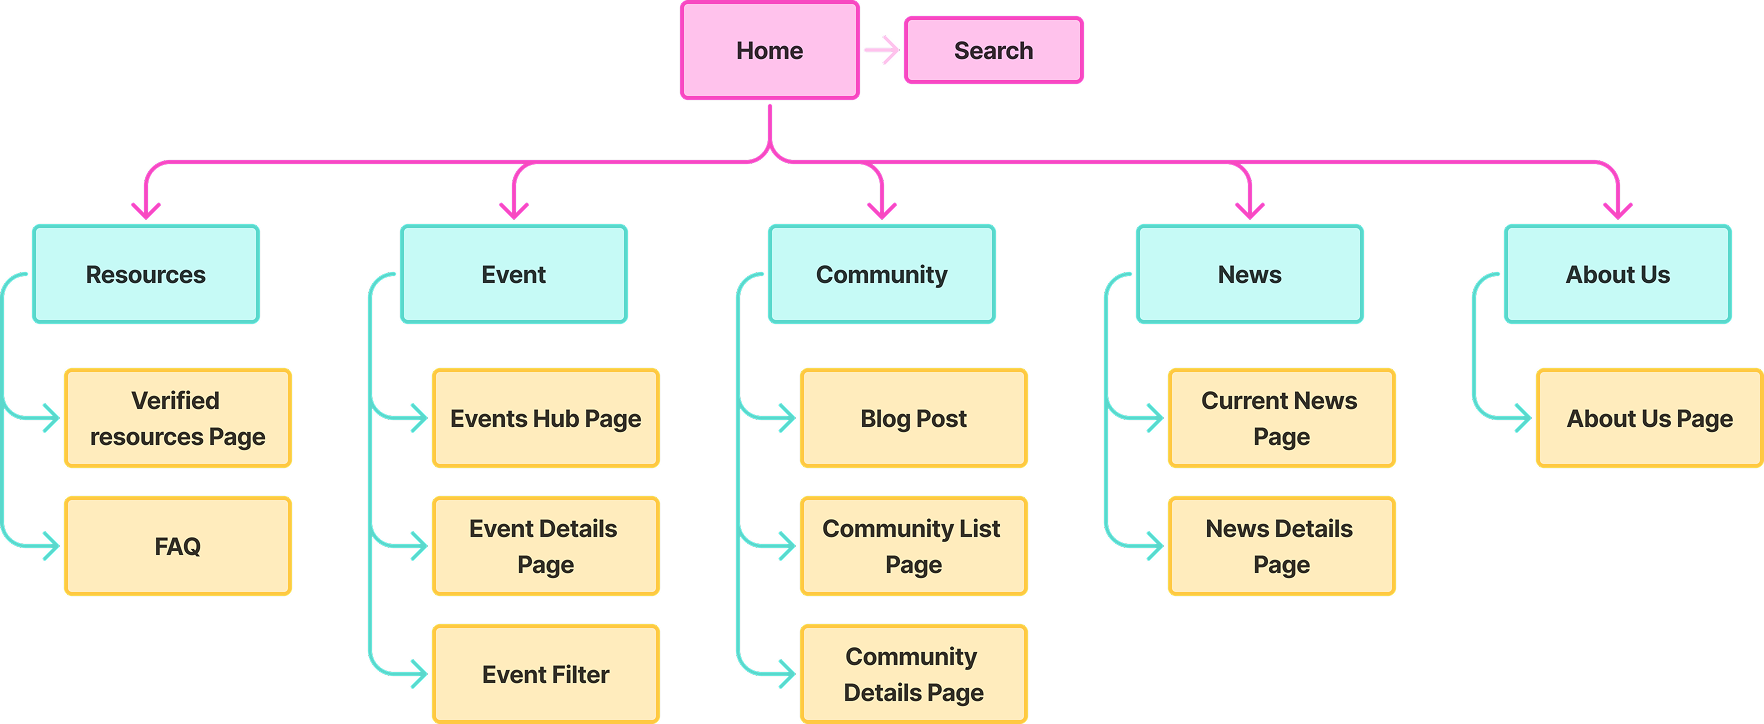 Home
Search
Resources
Event
Community
News
About Us
Verified
resources Page
Events Hub Page
Blog Post
Current News
Page
About Us Page
FAQ
Event Details
Page
Community List
Page
News Details
Page
Event Filter
Community
Details Page